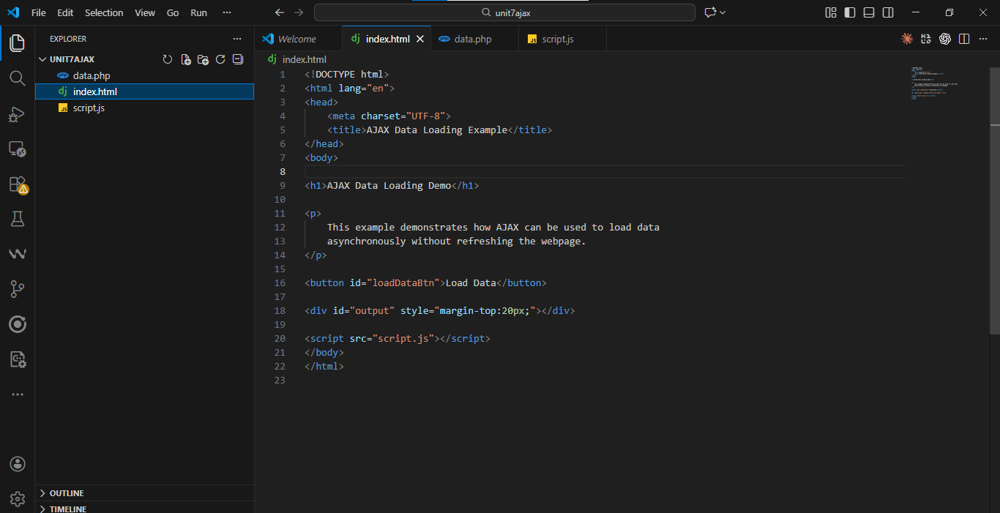 File Edit Selection View Go Run ···
unit7ajax
EXPLORER ···
UNIT7AJAX
data.php
index.html
script.js
OUTLINE
TIMELINE
Welcome
index.html
data.php
JS script.js
dj index.html
1 <!DOCTYPE html>
2 <html lang="en">
3 <head>
4 <meta charset="UTF-8">
5 <title>AJAX Data Loading Example</title>
6 </head>
7 <body>
8
9 <h1>AJAX Data Loading Demo</h1>
10
11 <p>
12 This example demonstrates how AJAX can be used to load data
13 asynchronously without refreshing the webpage.
14 </p>
15
16 <button id="loadDataBtn">Load Data</button>
17
18 <div id="output" style="margin-top:20px;"></div>
19
20 <script src="script.js"></script>
21 </body>
22 </html>
23